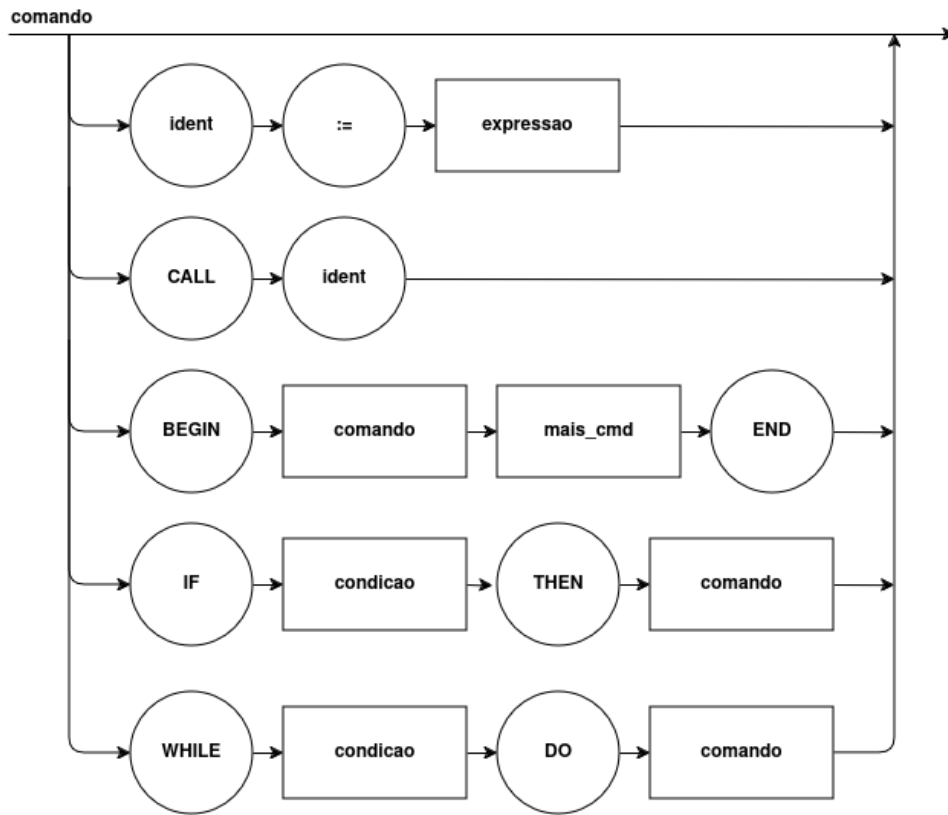 comando
ident := expressao
CALL ident
BEGIN comando mais_cmd END
IF condicao THEN comando
WHILE condicao DO comando